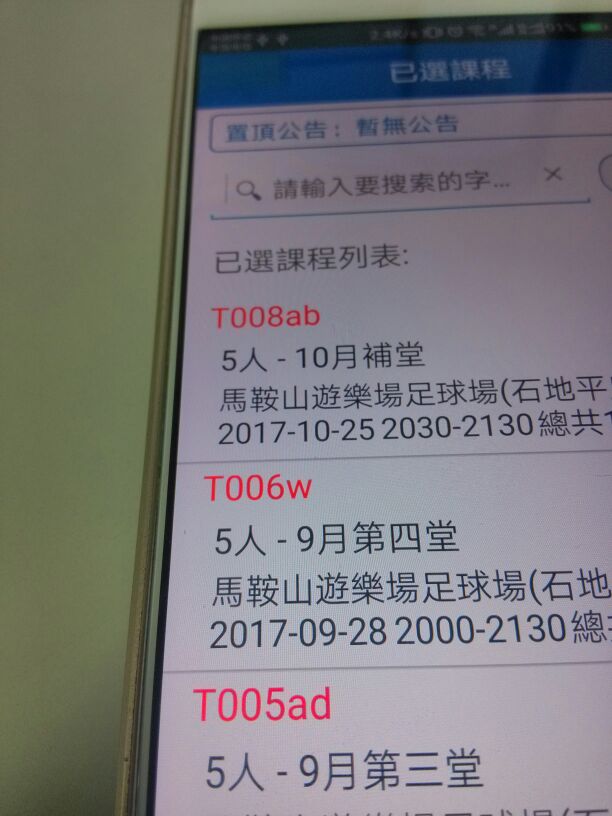 已選課程
置頂公告： 暫無公告
請輸入要搜索的字...
已選課程列表:
T008ab
5人 - 10月補堂
馬鞍山遊樂場足球場(石地平
2017-10-25 2030-2130 總共1
T006w
5人 - 9月第四堂
馬鞍山遊樂場足球場(石地
2017-09-28 2000-2130 總
T005ad
5人 - 9月第三堂